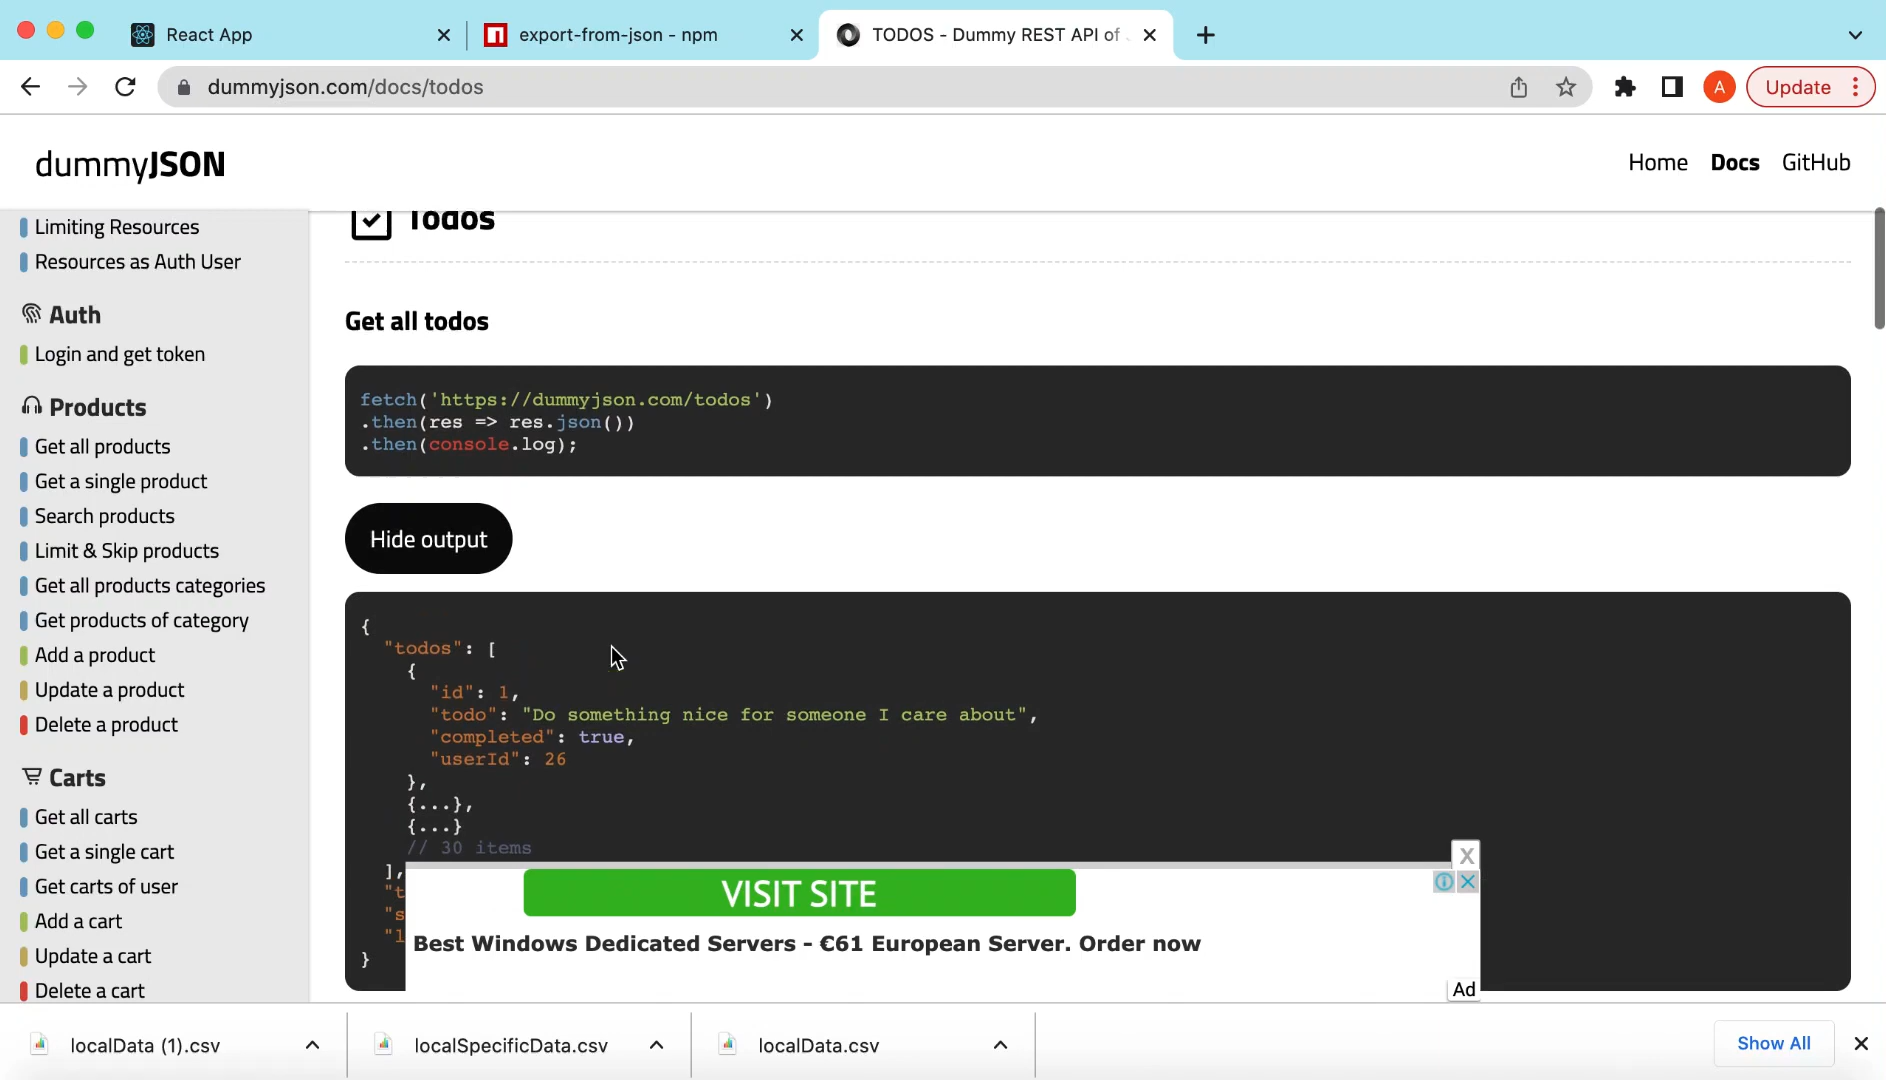 React App
export-from-json - npm
TODOS - Dummy REST API of
dummyjson.com/docs/todos
A
Update
dummyJSON
Home
Docs
GitHub
Limiting Resources
Resources as Auth User
Auth
Login and get token
Products
Get all products
Get a single product
Search products
Limit & Skip products
Get all products categories
Get products of category
Add a product
Update a product
Delete a product
Carts
Get all carts
Get a single cart
Get carts of user
Add a cart
Update a cart
Delete a cart
Todos
Get all todos
fetch('https://dummyjson.com/todos')
.then(res => res.json())
.then(console.log);
Hide output
{
"todos": [
{
"id": 1,
"todo": "Do something nice for someone I care about",
"completed": true,
"userId": 26
},
{...},
{...}
// 30 items
],
"t
"s
"l
}
X
VISIT SITE
Best Windows Dedicated Servers - €61 European Server. Order now
Ad
localData (1).csv
localSpecificData.csv
localData.csv
Show All